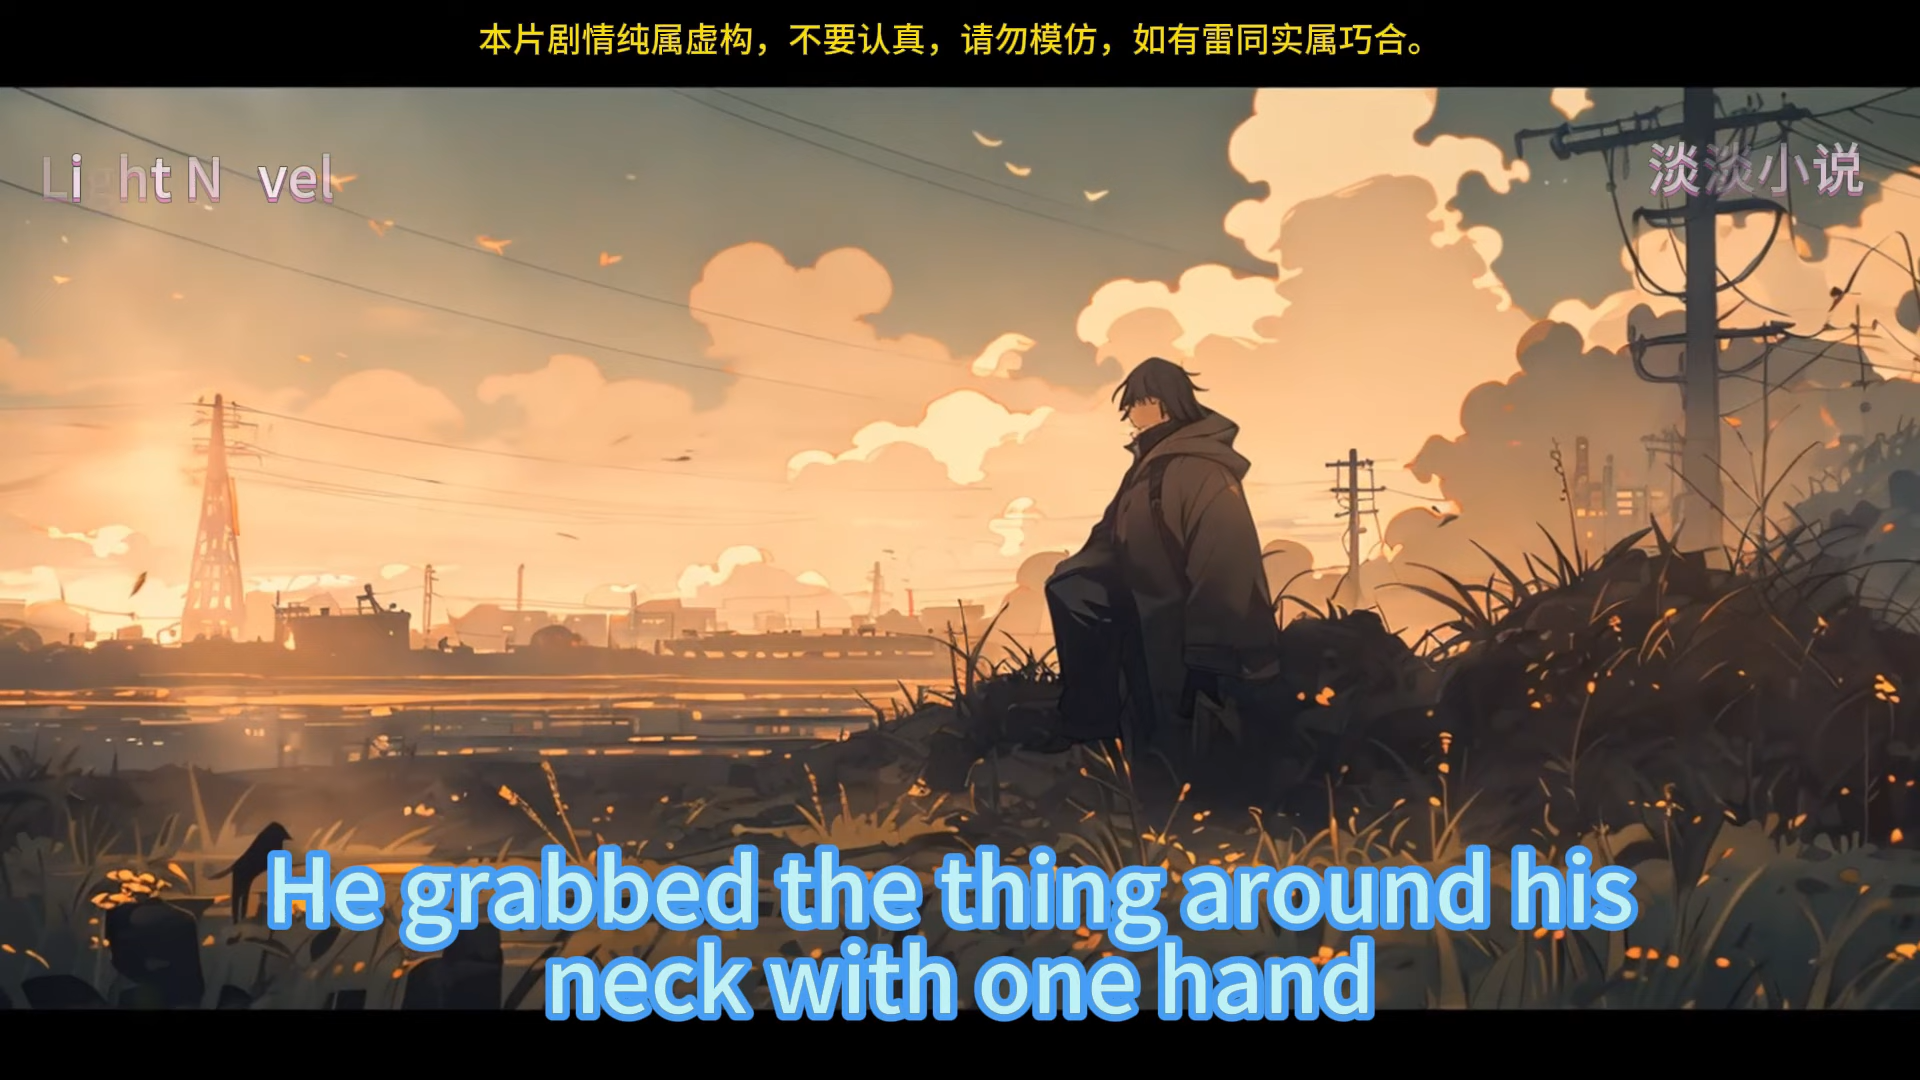 本片剧情纯属虚构，不要认真，请勿模仿，如有雷同实属巧合。
Light N vel
淡淡小说
He grabbed the thing around his
neck with one hand